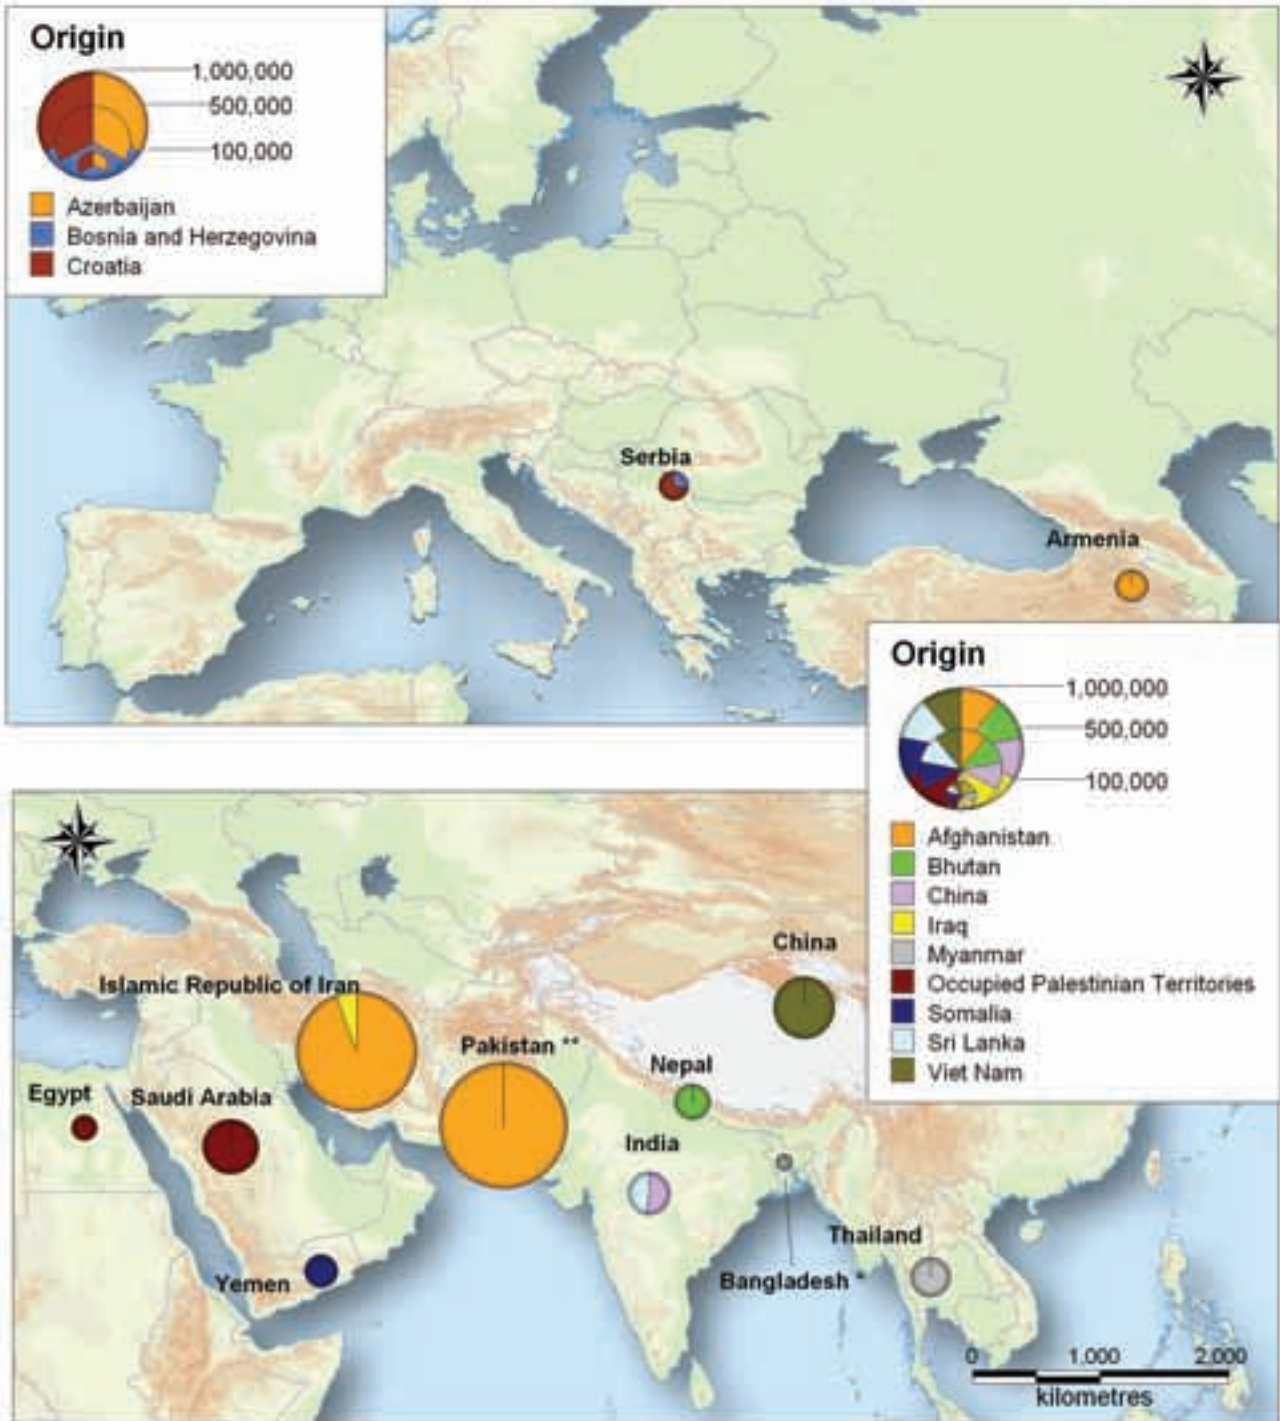 Origin
1,000,000
500,000
100,000
Azerbaijan
Bosnia and Herzegovina
Croatia
Serbia
Armenia
Origin
1,000,000
500,000
100,000
Afghanistan
Bhutan
China
Iraq
Myanmar
Occupied Palestinian Territories
Somalia
Sri Lanka
Viet Nam
China
Islamic Republic of Iran
Pakistan **
Nepal
Egypt
Saudi Arabia
India
Thailand
Yemen
Bangladesh *
0 1,000 2,000
kilometres